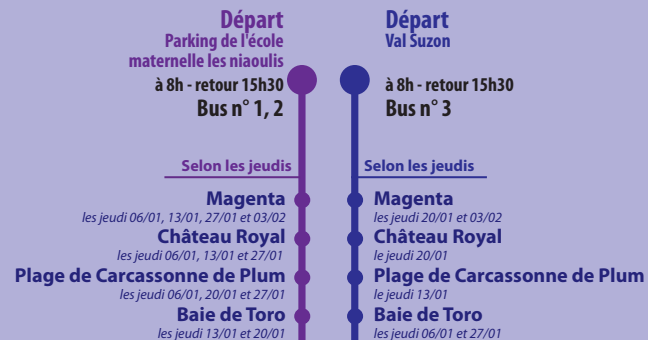 Départ
Parking de l'école
maternelle les niaoulis
à 8h - retour 15h30
Bus n° 1, 2
Selon les jeudis
Magenta
les jeudi 06/01, 13/01, 27/01 et 03/02
Château Royal
les jeudi 06/01, 13/01 et 27/01
Plage de Carcassonne de Plum
les jeudi 06/01, 20/01 et 27/01
Baie de Toro
les jeudi 13/01 et 20/01
Départ
Val Suzon
à 8h - retour 15h30
Bus n° 3
Selon les jeudis
Magenta
les jeudi 20/01 et 03/02
Château Royal
le jeudi 20/01
Plage de Carcassonne de Plum
le jeudi 13/01
Baie de Toro
les jeudi 06/01 et 27/01